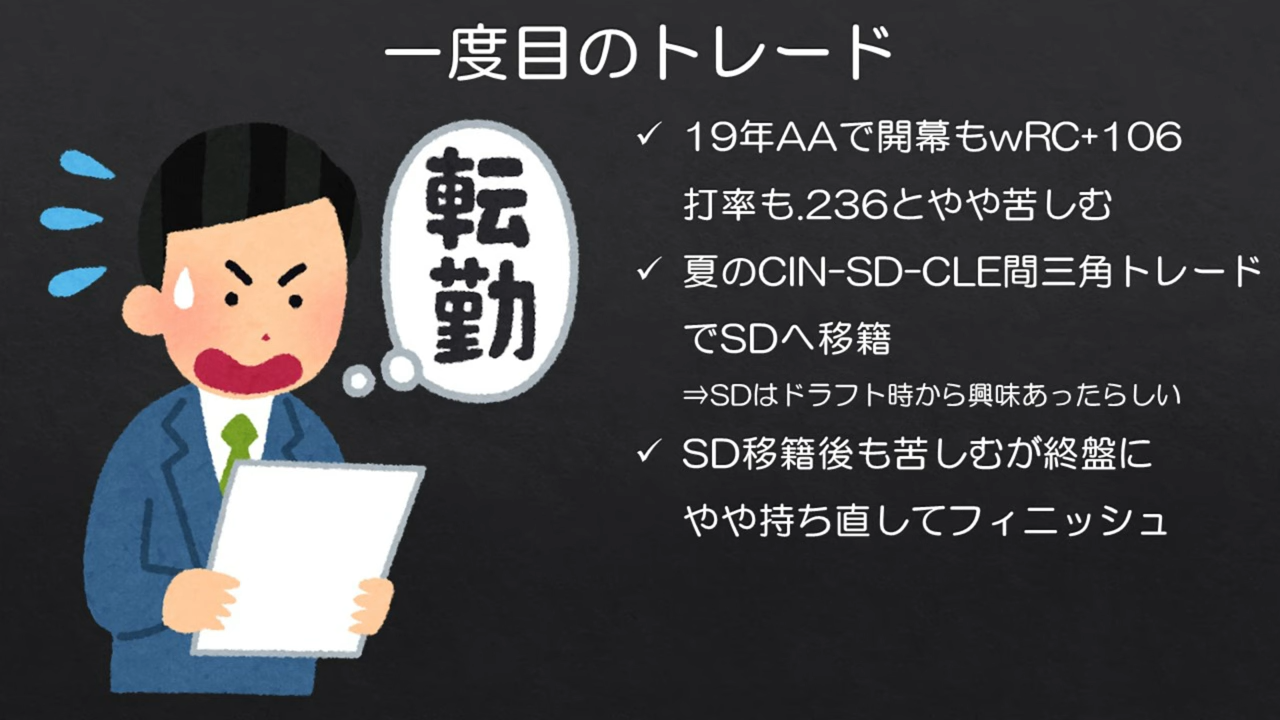 一度目のトレード
転勤
✓ 19年AAで開幕もwRC+106
打率も.236とやや苦しむ
✓ 夏のCIN-SD-CLE間三角トレード
でSDへ移籍
⇒SDはドラフト時から興味あったらしい
✓ SD移籍後も苦しむが終盤に
やや持ち直してフィニッシュ